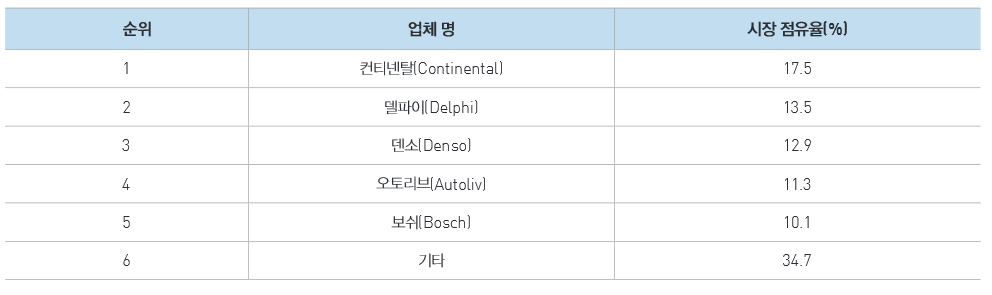 순위 업체 명 시장 점유율(%)
1 컨티넨탈(Continental) 17.5
2 델파이(Delphi) 13.5
3 덴소(Denso) 12.9
4 오토리브(Autoliv) 11.3
5 보쉬(Bosch) 10.1
6 기타 34.7